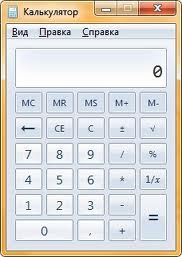 Калькулятор
Вид Правка Справка
0
MC MR MS M+ M-
← CE C ± √
7 8 9 / %
4 5 6 * 1/x
1 2 3 - =
0 , +